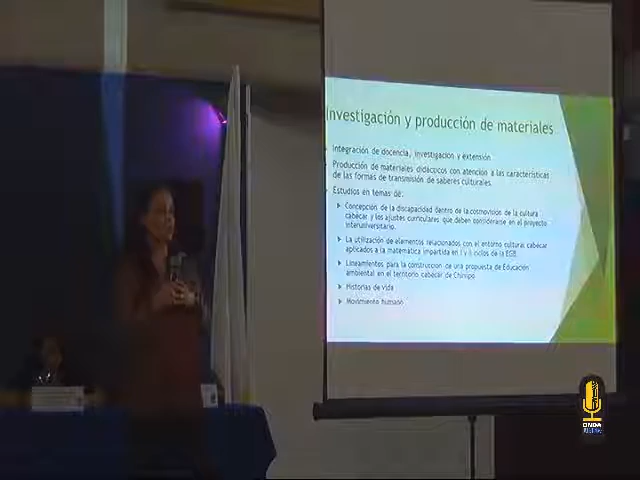 Investigación y producción de materiales
Integración de docencia, investigación y extensión
Producción de materiales didácticos con atención a las características
de las formas de transmisión de saberes culturales.
Estudios en temas de:
Concepción de la discapacidad dentro de la cosmovisión de la cultura
cabécar y los ajustes curriculares que deben considerarse en el proyecto
interuniversitario.
La utilización de elementos relacionados con el entorno cultural cabécar
aplicados a la matemática impartida en I y II ciclos de la EGB.
Lineamientos para la construcción de una propuesta de Educación
ambiental en el territorio cabécar de Chirripó
Historias de vida
Movimiento humano
ONDA